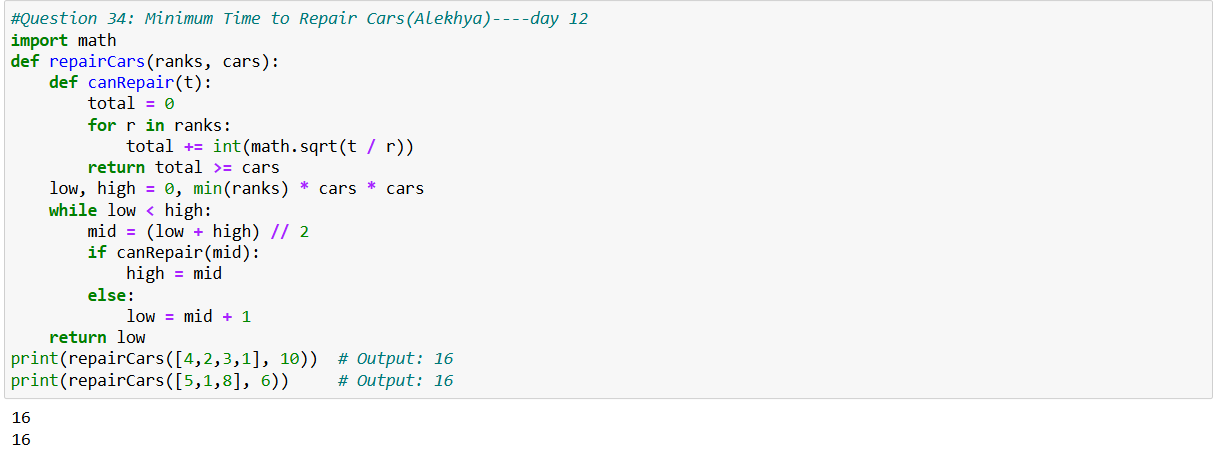 #Question 34: Minimum Time to Repair Cars(Alekhya)----day 12
import math
def repairCars(ranks, cars):
    def canRepair(t):
        total = 0
        for r in ranks:
            total += int(math.sqrt(t / r))
        return total >= cars
    low, high = 0, min(ranks) * cars * cars
    while low < high:
        mid = (low + high) // 2
        if canRepair(mid):
            high = mid
        else:
            low = mid + 1
    return low
print(repairCars([4,2,3,1], 10))  # Output: 16
print(repairCars([5,1,8], 6))     # Output: 16
16
16